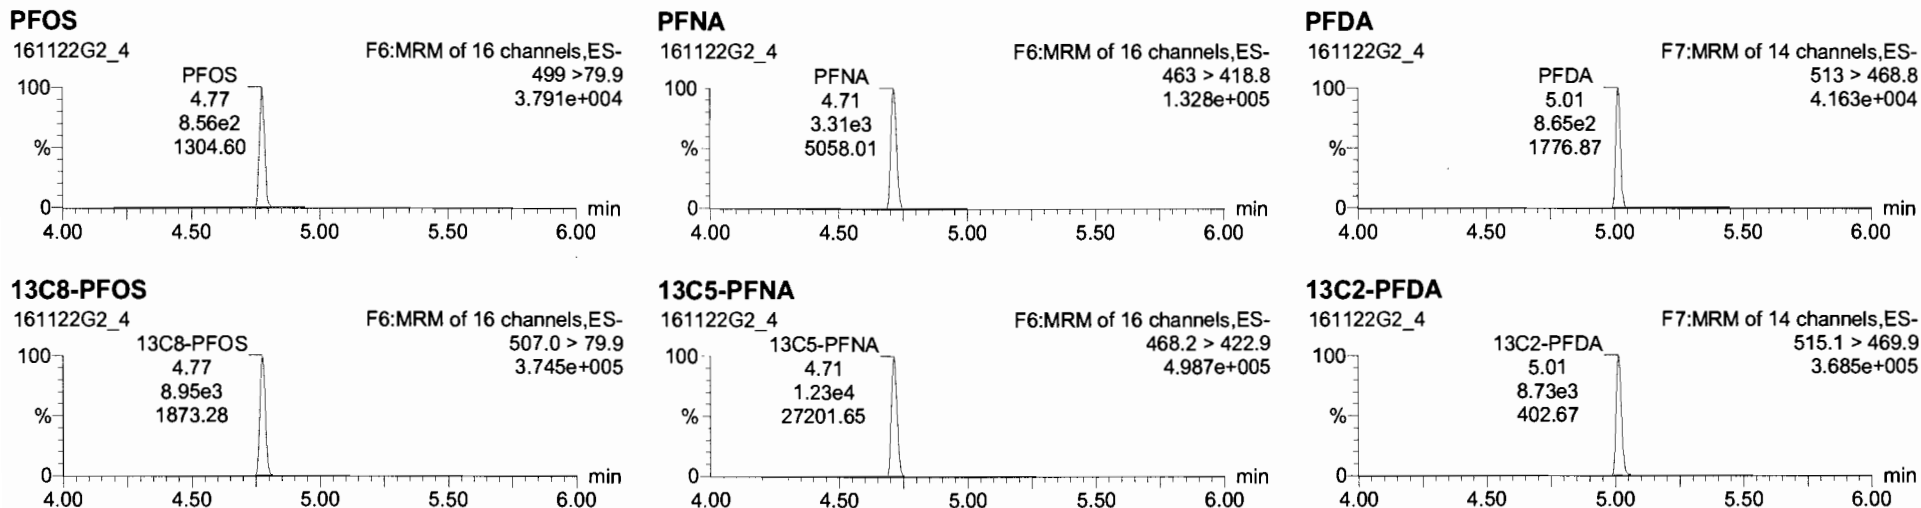 PFOS
161122G2_4
F6:MRM of 16 channels,ES-
499 >79.9
3.791e+004
PFOS
4.77
8.56e2
1304.60
100
%
0
4.00 4.50 5.00 5.50 6.00
min
PFNA
161122G2_4
F6:MRM of 16 channels,ES-
463 > 418.8
1.328e+005
PFNA
4.71
3.31e3
5058.01
100
%
0
4.00 4.50 5.00 5.50 6.00
min
PFDA
161122G2_4
F7:MRM of 14 channels,ES-
513 > 468.8
4.163e+004
PFDA
5.01
8.65e2
1776.87
100
%
0
4.00 4.50 5.00 5.50 6.00
min
13C8-PFOS
161122G2_4
F6:MRM of 16 channels,ES-
507.0 > 79.9
3.745e+005
13C8-PFOS
4.77
8.95e3
1873.28
100
%
0
4.00 4.50 5.00 5.50 6.00
min
13C5-PFNA
161122G2_4
F6:MRM of 16 channels,ES-
468.2 > 422.9
4.987e+005
13C5-PFNA
4.71
1.23e4
27201.65
100
%
0
4.00 4.50 5.00 5.50 6.00
min
13C2-PFDA
161122G2_4
F7:MRM of 14 channels,ES-
515.1 > 469.9
3.685e+005
13C2-PFDA
5.01
8.73e3
402.67
100
%
0
4.00 4.50 5.00 5.50 6.00
min